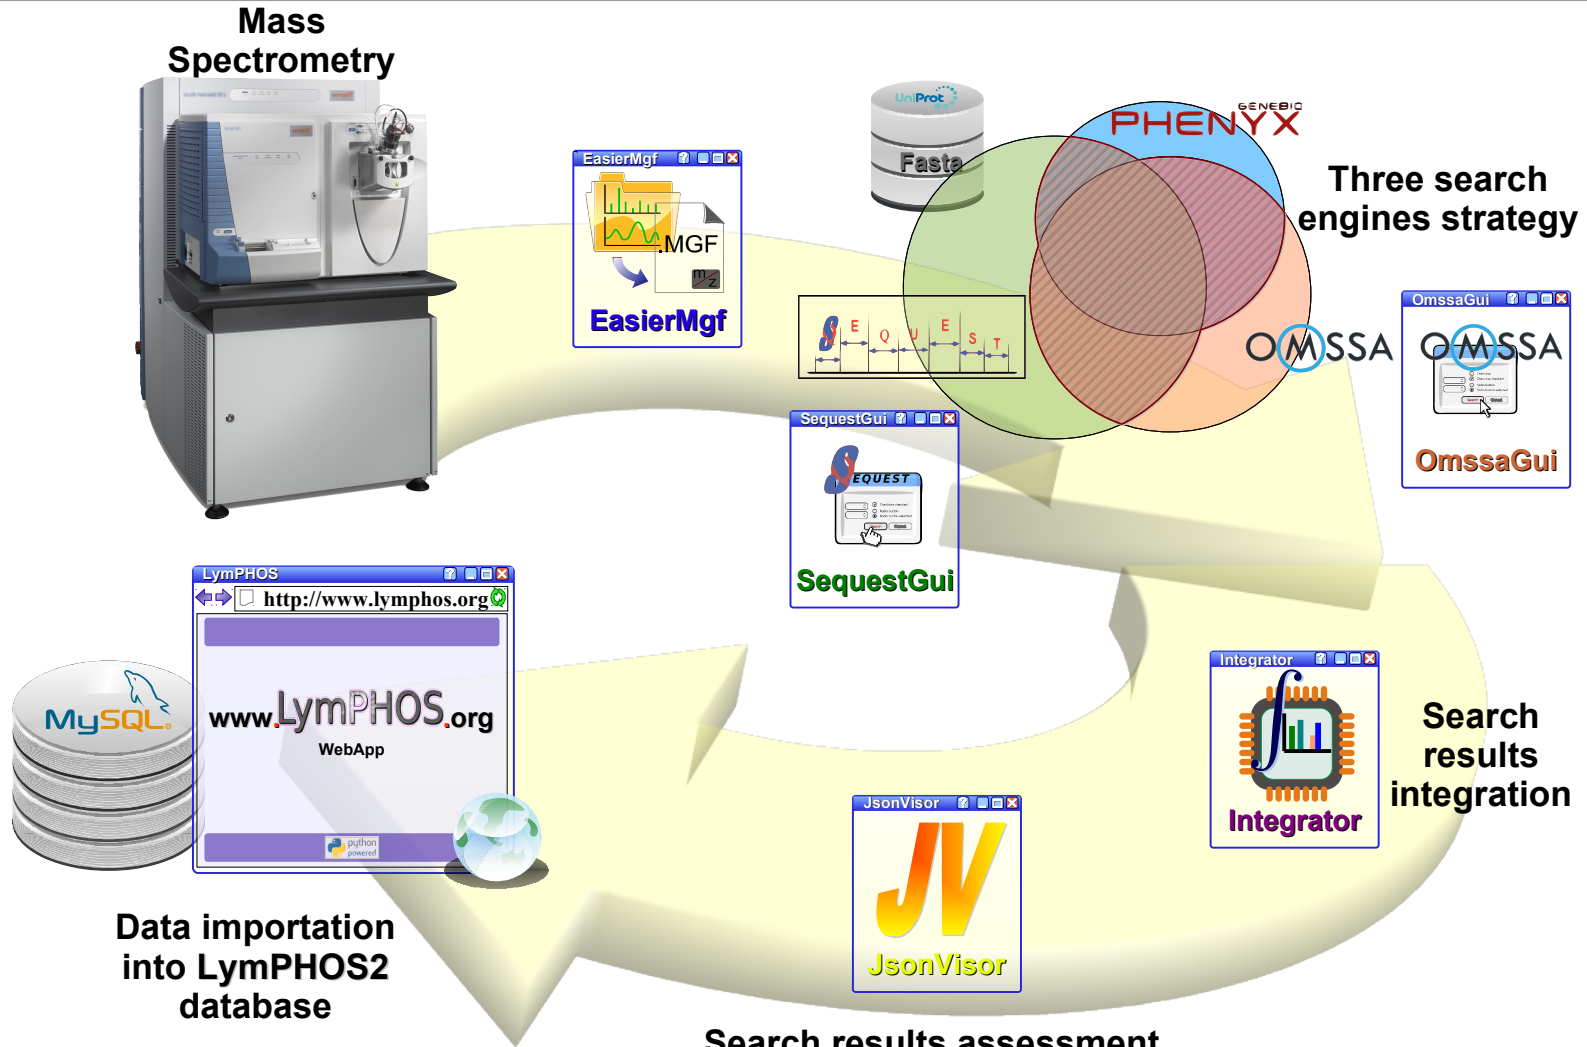 Mass
Spectrometry
UniProt
Fasta
GENEBIO
PHENYX
Three search
engines strategy
EasierMgf
.MGF
m/z
EasierMgf
SEQUEST
OMSSA
OmssaGui
OMSSA
OmssaGui
SequestGui
SEQUEST
SequestGui
LymPHOS
http://www.lymphos.org
www.LymPHOS.org
WebApp
python
powered
MySQL
Integrator
Integrator
Search
results
integration
JsonVisor
JV
JsonVisor
Data importation
into LymPHOS2
database
Search results assessment